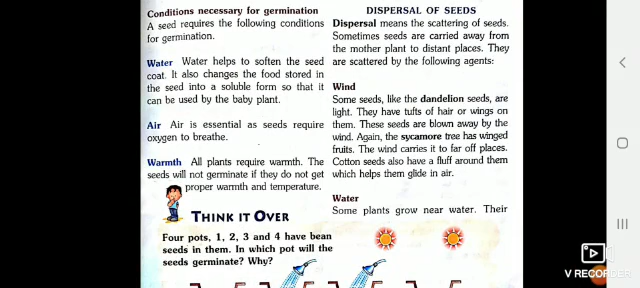 Conditions necessary for germination
A seed requires the following conditions
for germination.
Water Water helps to soften the seed
coat. It also changes the food stored in
the seed into a soluble form so that it
can be used by the baby plant.
Air Air is essential as seeds require
oxygen to breathe.
Warmth All plants require warmth. The
seeds will not germinate if they do not get
proper warmth and temperature.
THINK IT OVER
Four pots, 1, 2, 3 and 4 have bean
seeds in them. In which pot will the
seeds germinate? Why?
DISPERSAL OF SEEDS
Dispersal means the scattering of seeds.
Sometimes seeds are carried away from
the mother plant to distant places. They
are scattered by the following agents:
Wind
Some seeds, like the dandelion seeds, are
light. They have tufts of hair or wings on
them. These seeds are blown away by the
wind. Again, the sycamore tree has winged
fruits. The wind carries it to far off places.
Cotton seeds also have a fluff around them
which helps them glide in air.
Water
Some plants grow near water. Their
V RECORDER